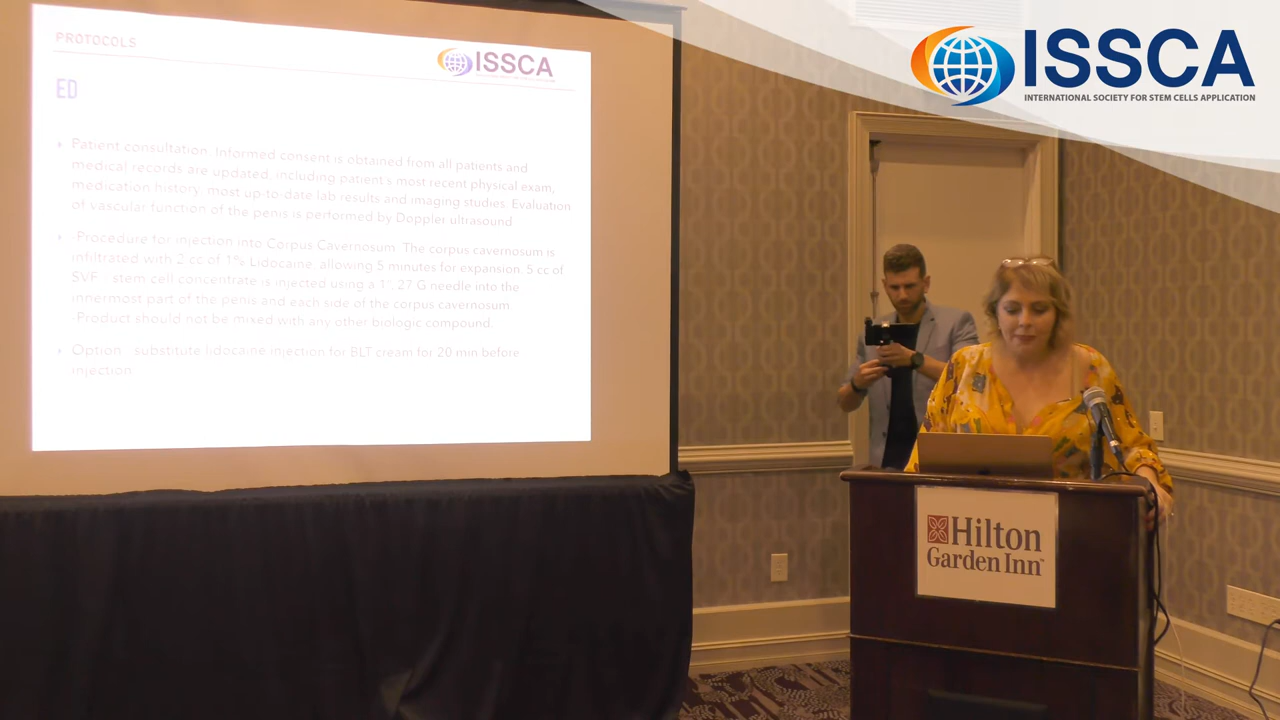 PROTOCOLS
ISSCA
ED
Patient consultation. Informed consent is obtained from all patients and
medical records are updated, including patient's most recent physical exam,
medication history, most up-to-date lab results and imaging studies. Evaluation
of vascular function of the penis is performed by Doppler ultrasound
-Procedure for injection into Corpus Cavernosum. The corpus cavernosum is
infiltrated with 2 cc of 1% Lidocaine, allowing 5 minutes for expansion. 5 cc of
SVF - stem cell concentrate is injected using a 1", 27 G needle into the
innermost part of the penis and each side of the corpus cavernosum.
-Product should not be mixed with any other biologic compound.
Option - substitute lidocaine injection for BLT cream for 20 min before
injection
ISSCA
INTERNATIONAL SOCIETY FOR STEM CELLS APPLICATION
Hilton
Garden Inn™